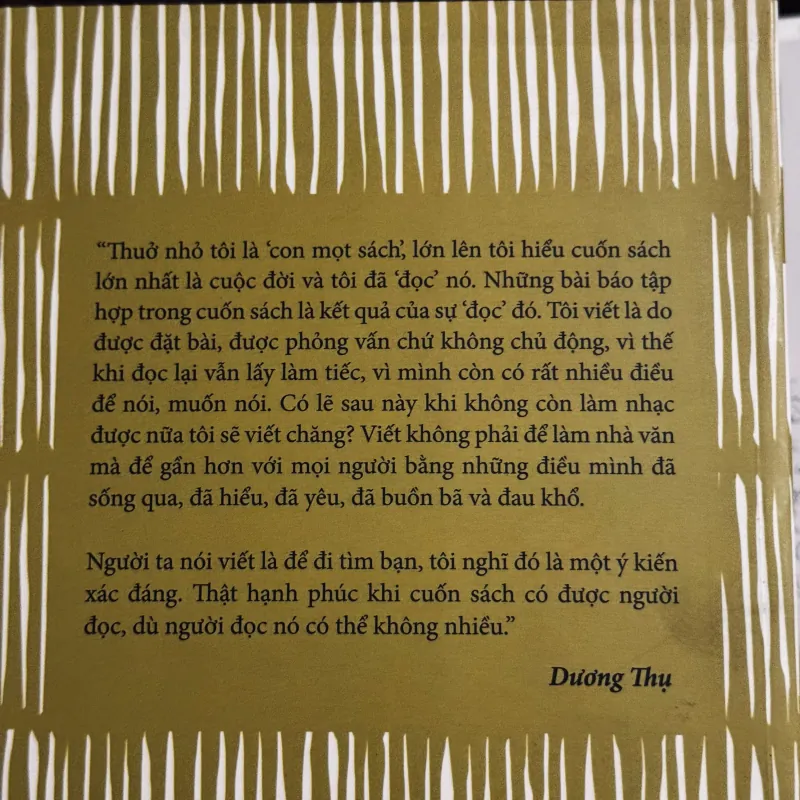 “Thuở nhỏ tôi là ‘con mọt sách’, lớn lên tôi hiểu cuốn sách
lớn nhất là cuộc đời và tôi đã ‘đọc’ nó. Những bài báo tập
hợp trong cuốn sách là kết quả của sự ‘đọc’ đó. Tôi viết là do
được đặt bài, được phỏng vấn chứ không chủ động, vì thế
khi đọc lại vẫn lấy làm tiếc, vì mình còn có rất nhiều điều
để nói, muốn nói. Có lẽ sau này khi không còn làm nhạc
được nữa tôi sẽ viết chăng? Viết không phải để làm nhà văn
mà để gần hơn với mọi người bằng những điều mình đã
sống qua, đã hiểu, đã yêu, đã buồn bã và đau khổ.
Người ta nói viết là để đi tìm bạn, tôi nghĩ đó là một ý kiến
xác đáng. Thật hạnh phúc khi cuốn sách có được người
đọc, dù người đọc nó có thể không nhiều.”
Dương Thụ